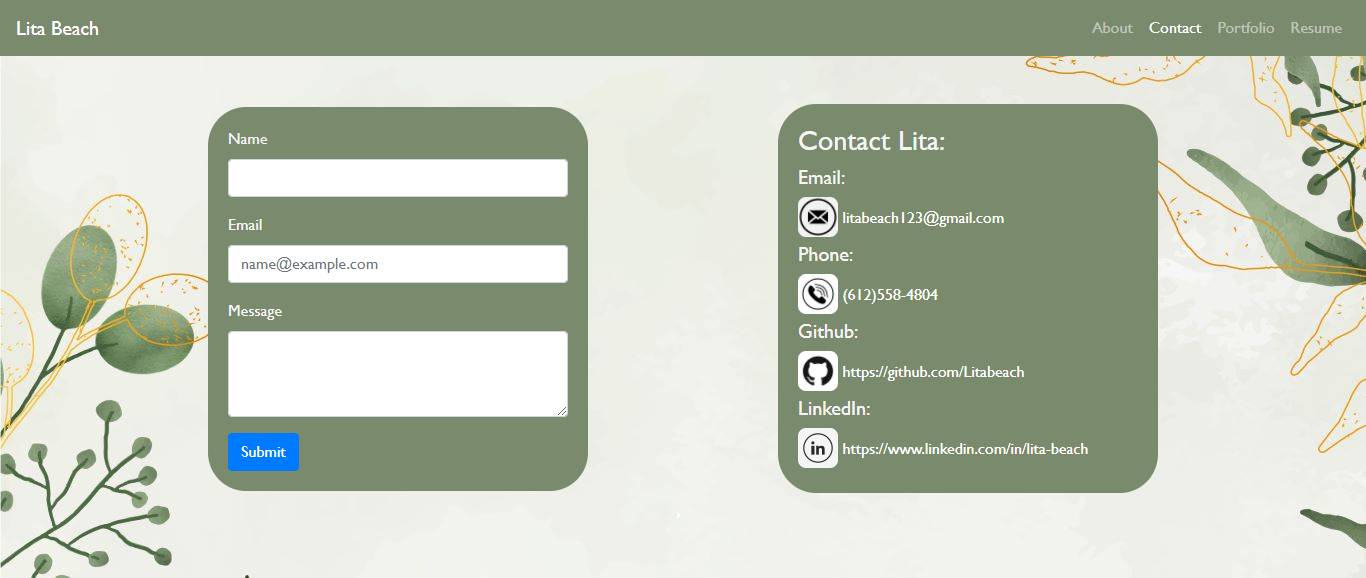 Lita Beach
About Contact Portfolio Resume
Name
Email
name@example.com
Message
Submit
Contact Lita:
Email:
litabeach123@gmail.com
Phone:
(612)558-4804
Github:
https://github.com/Litabeach
LinkedIn:
in https://www.linkedin.com/in/lita-beach